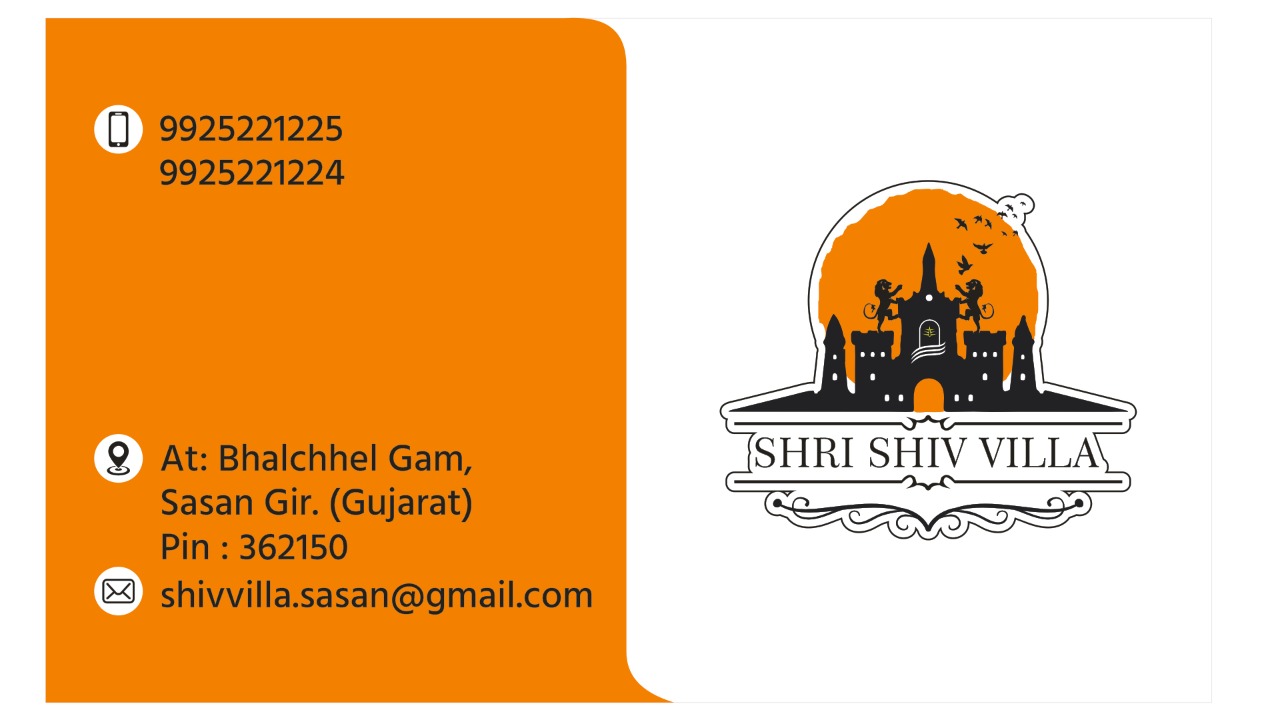 9925221225
9925221224
At: Bhalchhel Gam,
Sasan Gir. (Gujarat)
Pin : 362150
shivvilla.sasan@gmail.com
SHRI SHIV VILLA